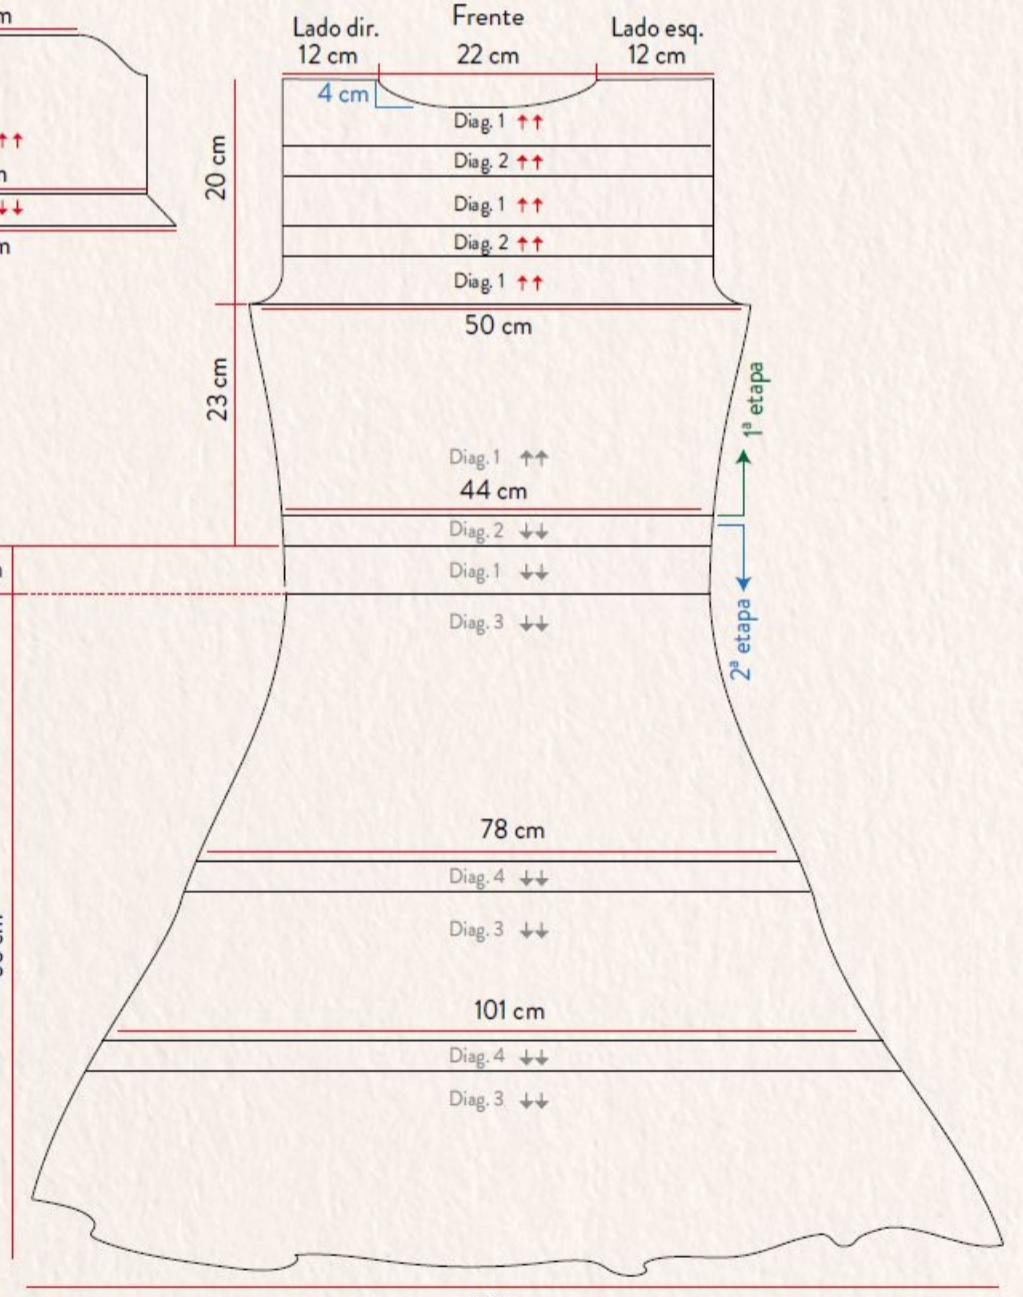 Frente
Lado dir.
Lado esq.
12 cm
22 cm
12 cm
4 cm
Diag. 1
Diag. 2
20 cm
Diag. 1
Diag. 2
Diag. 1
50 cm
23 cm
1ª etapa
Diag. 1
44 cm
Diag. 2
Diag. 1
Diag. 3
2ª etapa
78 cm
Diag. 4
Diag. 3
101 cm
Diag. 4
Diag. 3